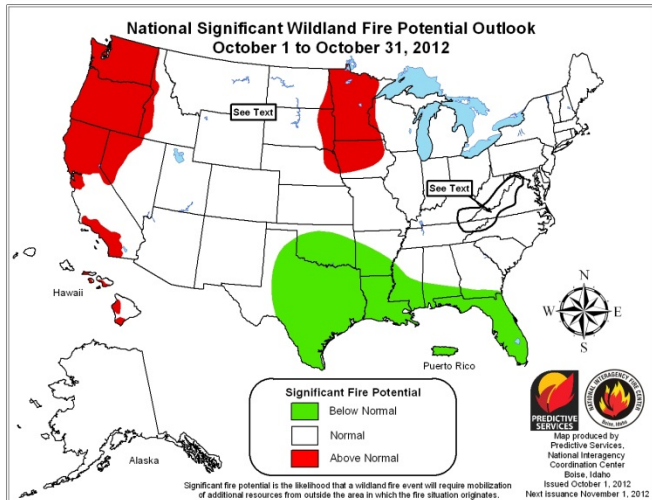 National Significant Wildland Fire Potential Outlook
October 1 to October 31, 2012
See Text
See Text
Hawaii
N
W
E
S
Puerto Rico
Alaska
Significant Fire Potential
Below Normal
Normal
Above Normal
PREDICTIVE
SERVICES
NATIONAL INTERAGENCY FIRE CENTER
Boise, Idaho
Map produced by
Predictive Services,
National Interagency
Coordination Center
Boise, Idaho
Issued October 1, 2012
Next issuance November 1, 2012
Significant fire potential is the likelihood that a wildland fire event will require mobilization
of additional resources from outside the area in which the fire situation originates.